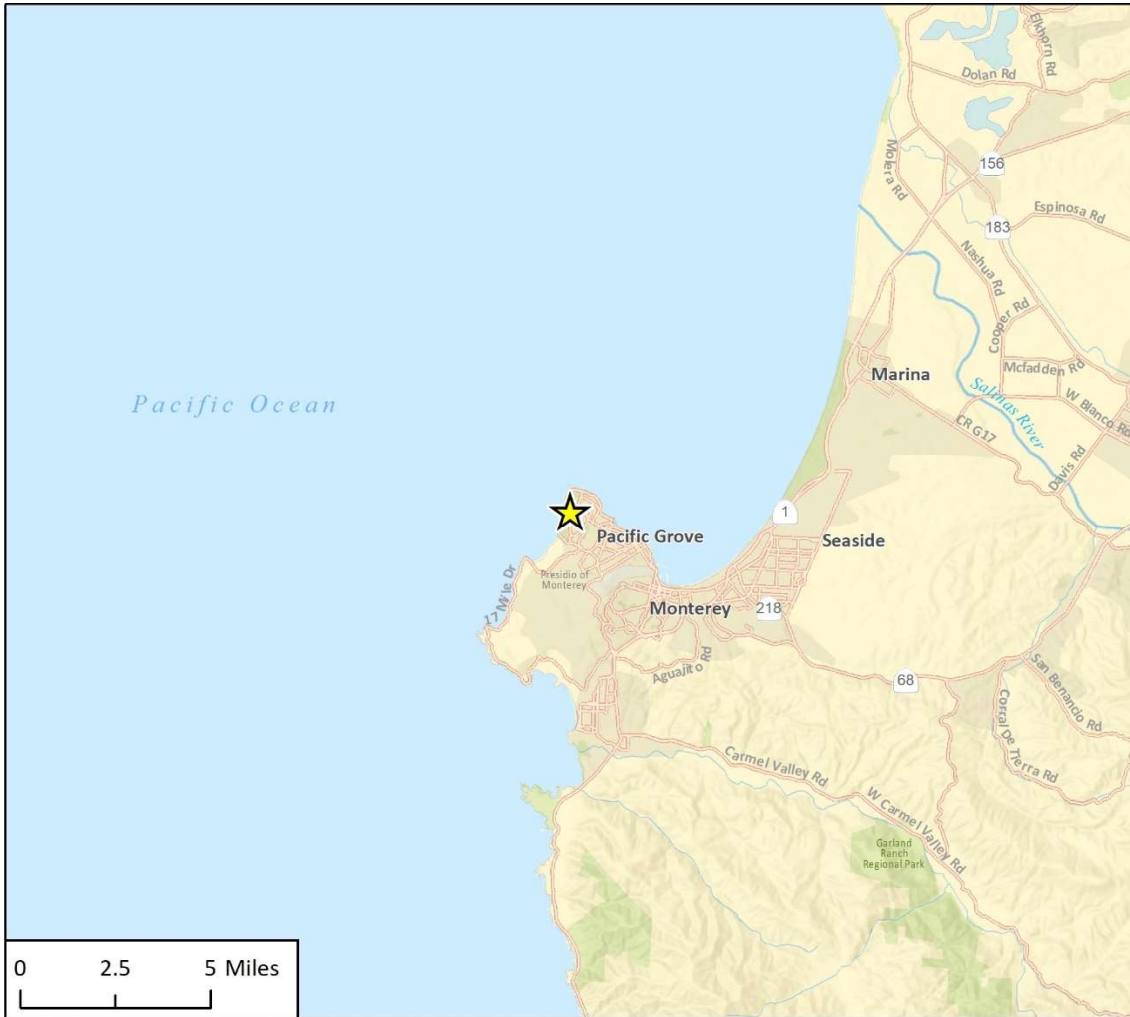 Elkhorn Rd
Dolan Rd
Molera Rd
156
Espinosa Rd
183
Nashua Rd
Cooper Rd
Mcfadden Rd
Marina
W Blanco Rd
Salinas River
Pacific Ocean
CR G17
Davis Rd
1
Pacific Grove
Seaside
Presidio of
Monterey
17 Mile Dr
Monterey
218
Aguajito Rd
68
San Benancio Rd
Corral De Tierra Rd
Carmel Valley Rd
W Carmel Valley Rd
Garland
Ranch
Regional Park
0 2.5 5 Miles